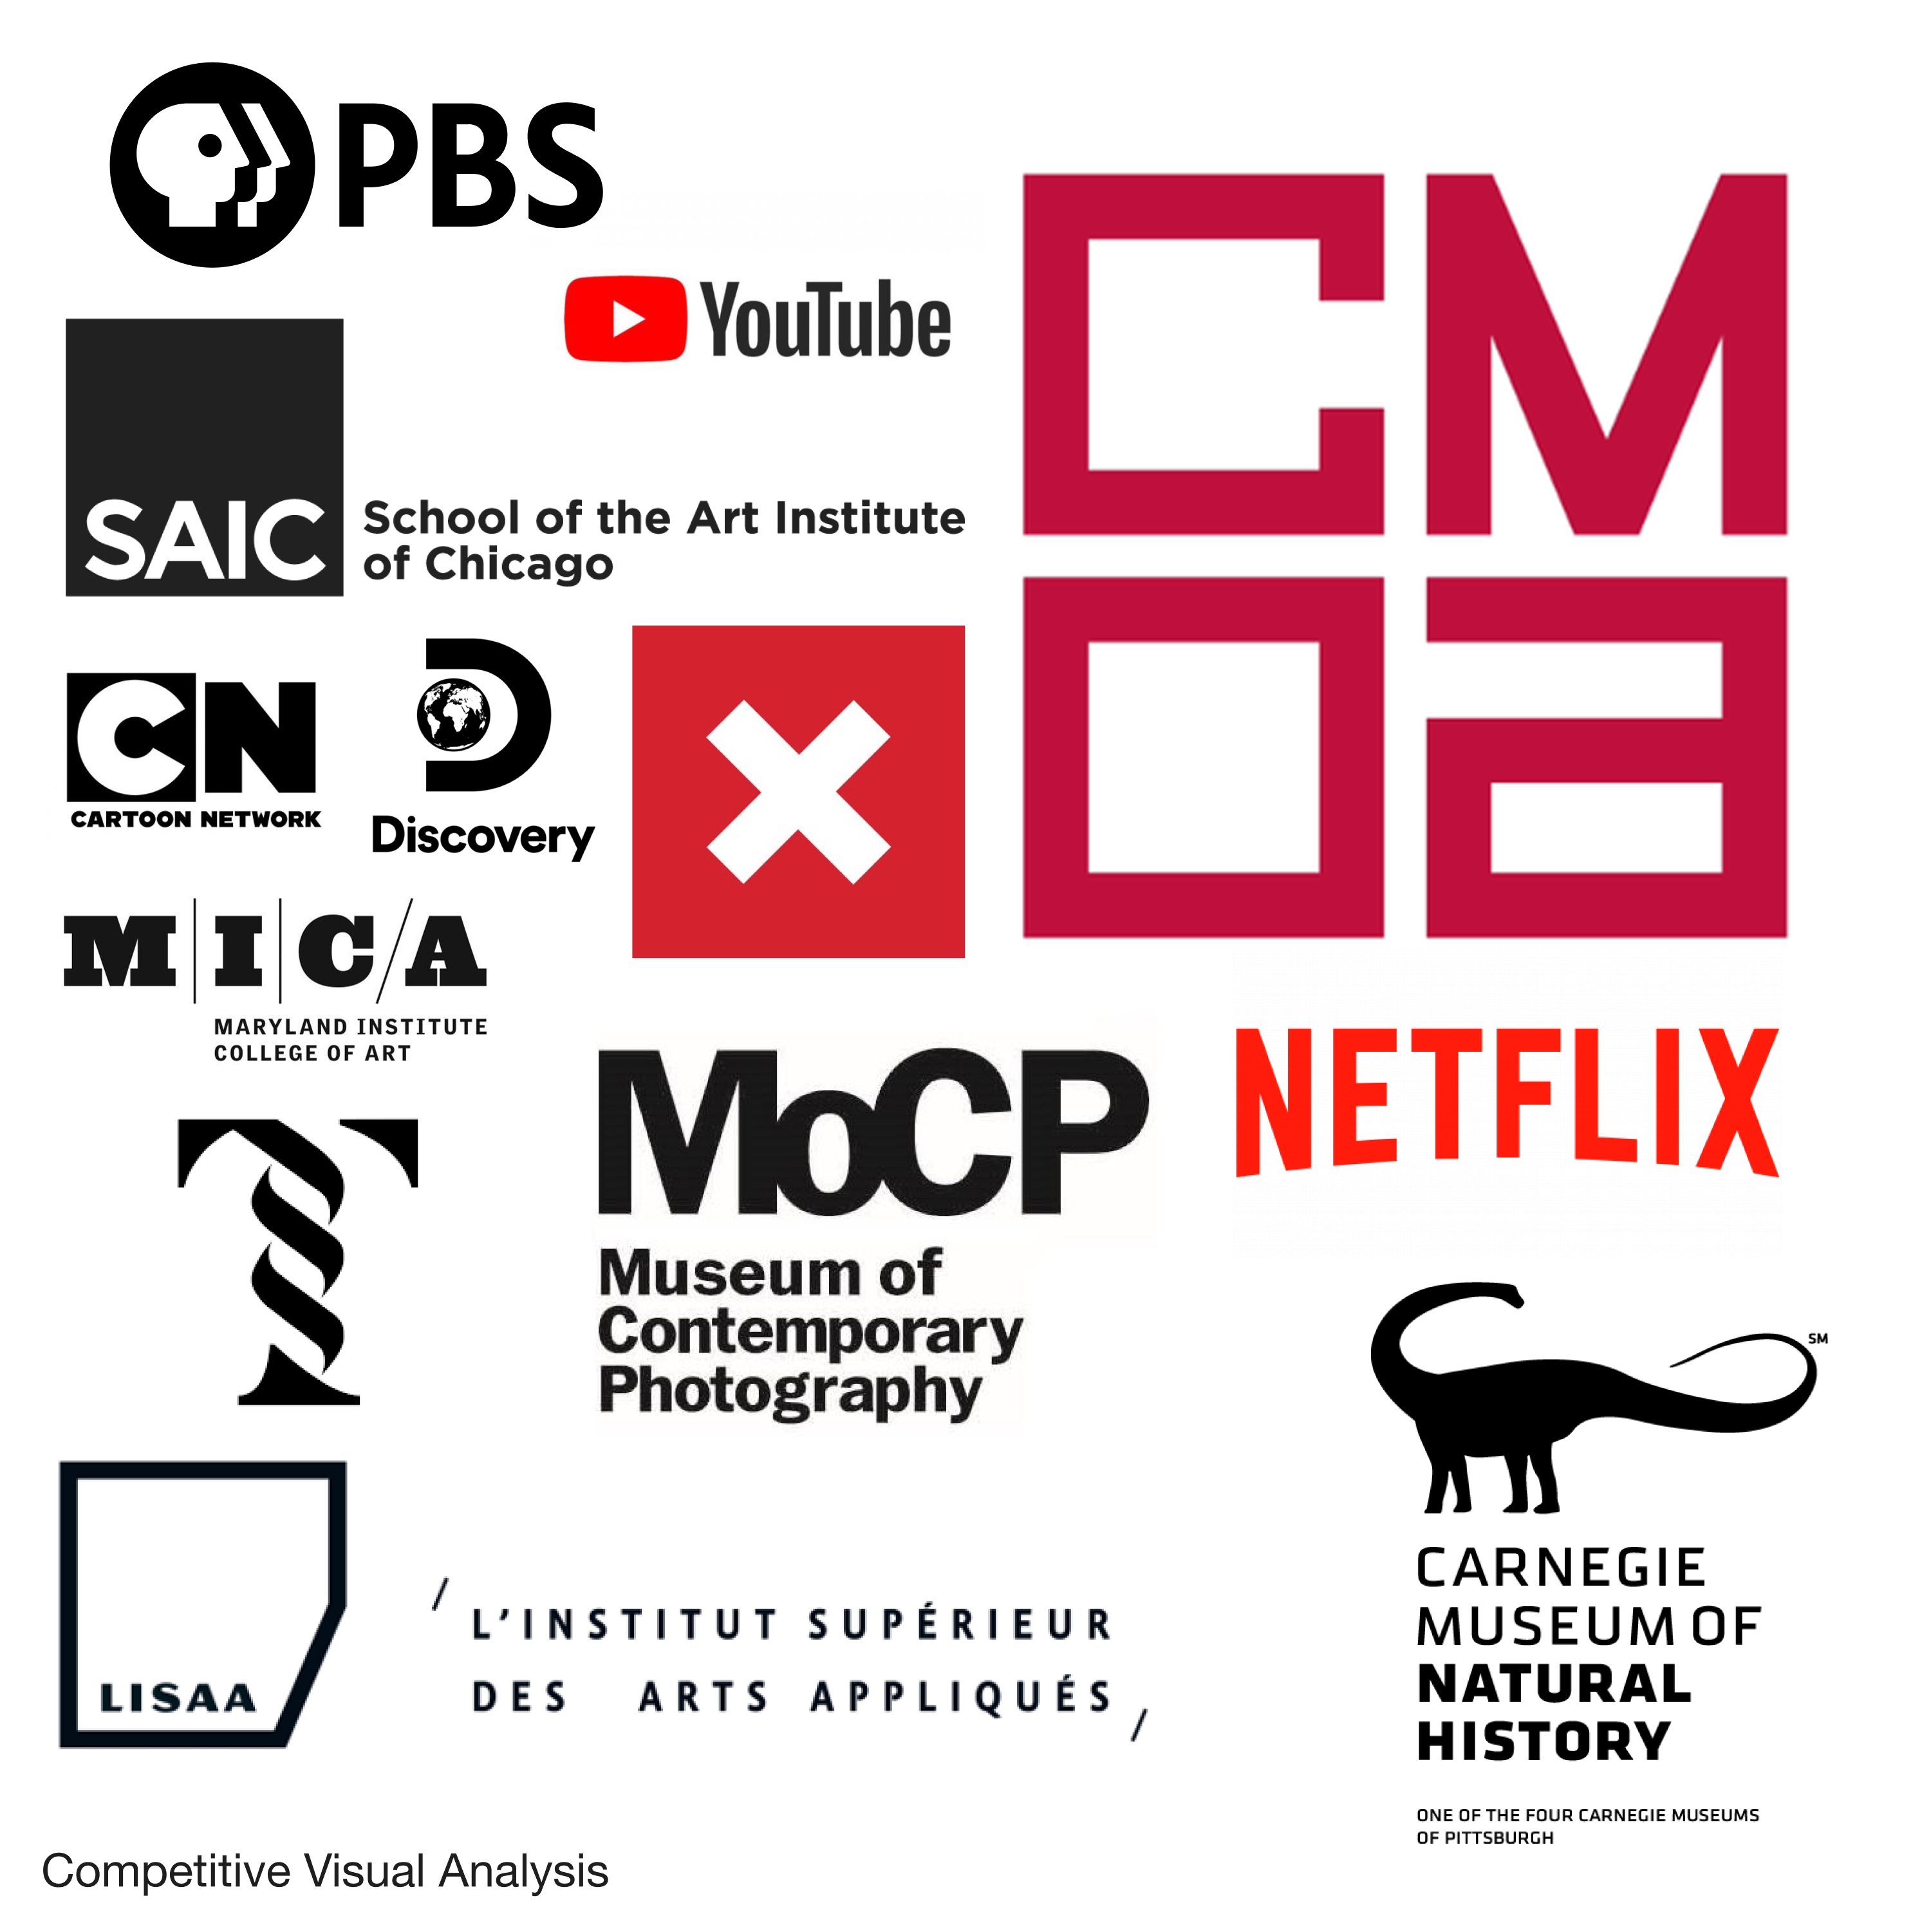 PBS
YouTube
SAIC
School of the Art Institute
of Chicago
CM
Oa
CN
CARTOON NETWORK
D
Discovery
M|I|C/A
MARYLAND INSTITUTE
COLLEGE OF ART
T
MoCP
Museum of
Contemporary
Photography
NETFLIX
SM
CARNEGIE
MUSEUM OF
NATURAL
HISTORY
ONE OF THE FOUR CARNEGIE MUSEUMS
OF PITTSBURGH
LISAA
/ L'INSTITUT SUPÉRIEUR
DES ARTS APPLIQUÉS /
Competitive Visual Analysis